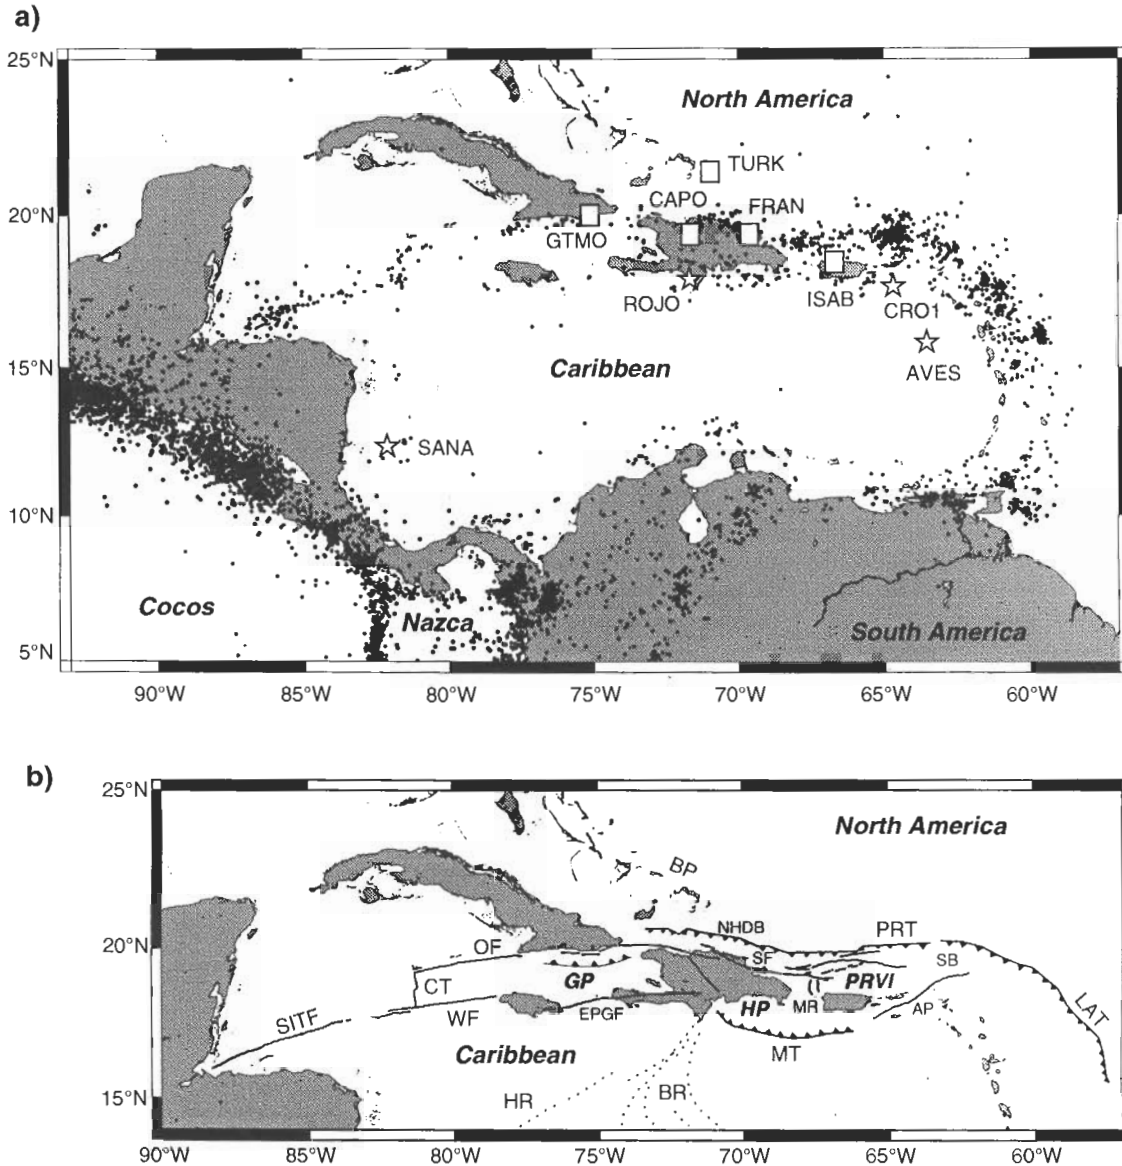 a)
25°N
North America
TURK
CAPO
FRAN
20°N
GTMO
ROJO
ISAB
CRO1
Caribbean
AVES
15°N
SANA
10°N
Cocos
Nazca
South America
5°N
90°W 85°W 80°W 75°W 70°W 65°W 60°W
b)
25°N
North America
BP
NHDB
PRT
20°N
OF
SF
SB
GP
PRVI
CT
HP
MR
AP
LAT
SITF
WF
EPGF
MT
Caribbean
HR
BR
15°N
90°W 85°W 80°W 75°W 70°W 65°W 60°W